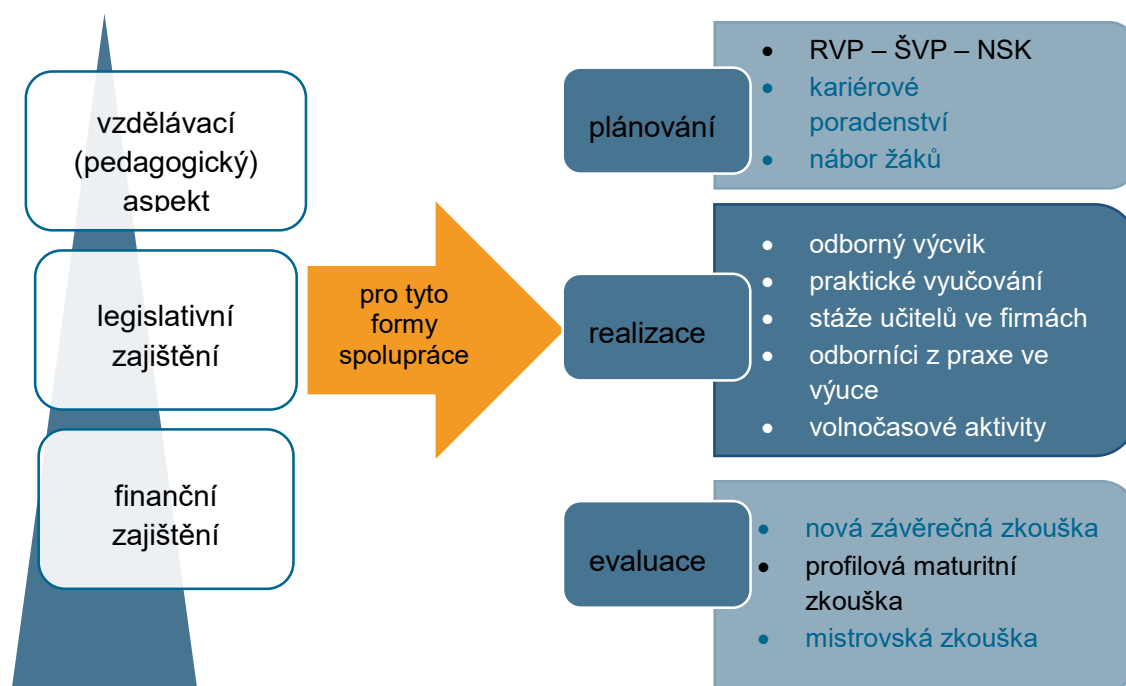 vzdělávací
(pedagogický)
aspekt
legislativní
zajištění
finanční
zajištění
pro tyto
formy
spolupráce
plánování
• RVP – ŠVP – NSK
• kariérové
poradenství
• nábor žáků
realizace
• odborný výcvik
• praktické vyučování
• stáže učitelů ve firmách
• odborníci z praxe ve
výuce
• volnočasové aktivity
evaluace
• nová závěrečná zkouška
• profilová maturitní
zkouška
• mistrovská zkouška